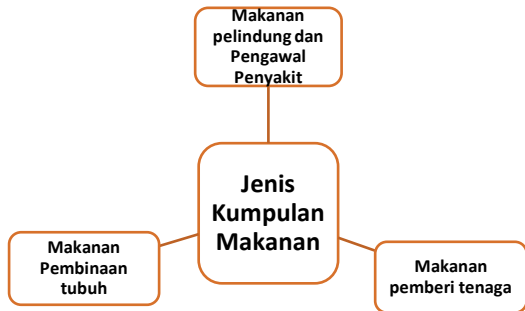 Makanan
pelindung dan
Pengawal
Penyakit
Jenis
Kumpulan
Makanan
Makanan
Pembinaan
tubuh
Makanan
pemberi tenaga